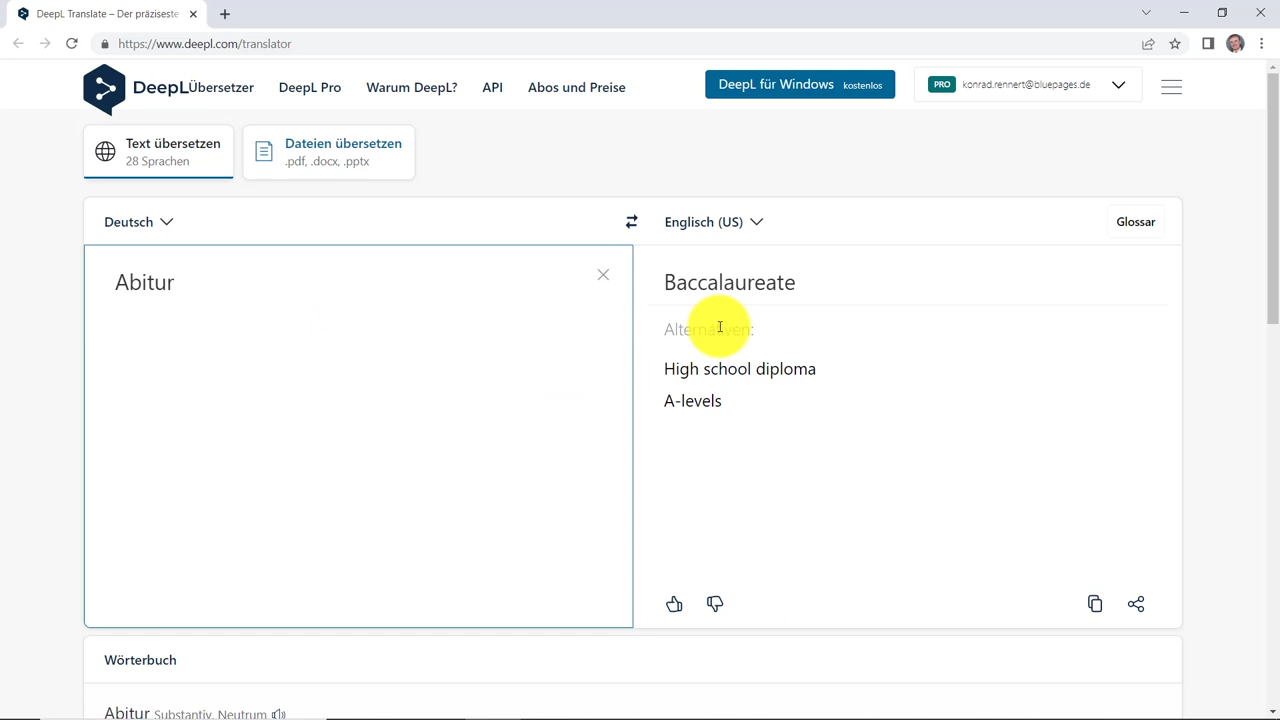 DeepL Translate – Der präziseste
https://www.deepl.com/translator
DeepL Übersetzer DeepL Pro Warum DeepL? API Abos und Preise DeepL für Windows kostenlos PRO konrad.rennert@bluepages.de
Text übersetzen
28 Sprachen
Dateien übersetzen
.pdf, .docx, .pptx
Deutsch Englisch (US) Glossar
Abitur
Baccalaureate
Alternativen:
High school diploma
A-levels
Wörterbuch
Abitur Substantiv, Neutrum